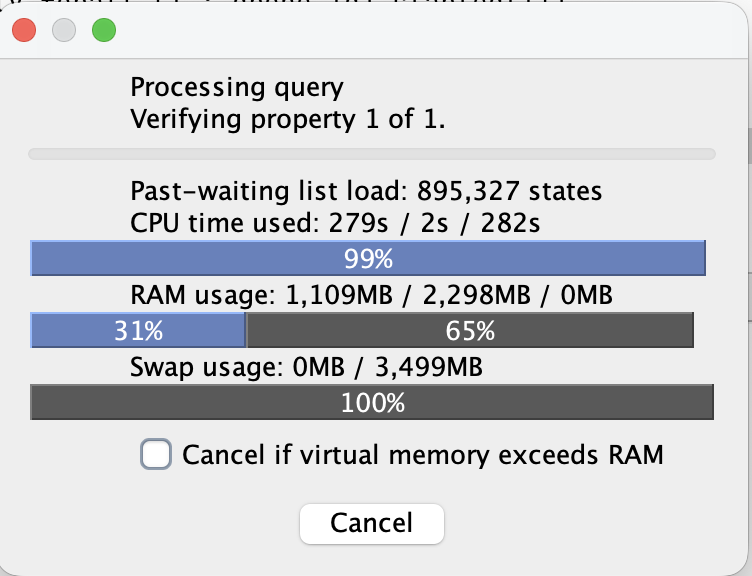 Processing query
Verifying property 1 of 1.
Past-waiting list load: 895,327 states
CPU time used: 279s / 2s / 282s
99%
RAM usage: 1,109MB / 2,298MB / 0MB
31% 65%
Swap usage: 0MB / 3,499MB
100%
Cancel if virtual memory exceeds RAM
Cancel